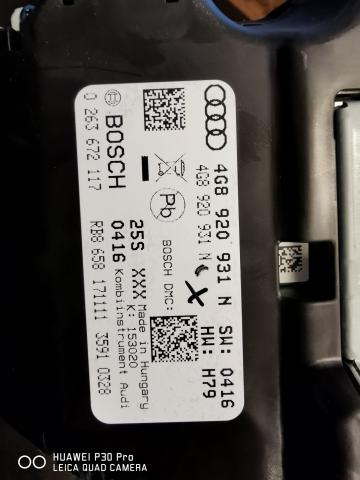 4G8 920 931 N SW: 0416
4G8 920 931 N HW: H79
BOSCH DMC:
Pb
25S XXX Made in Hungary
K: 153020
0416 Kombiinstrument Audi
BOSCH
RB8 658 171111 3591 0328
0 263 672 117
HUAWEI P30 Pro
LEICA QUAD CAMERA